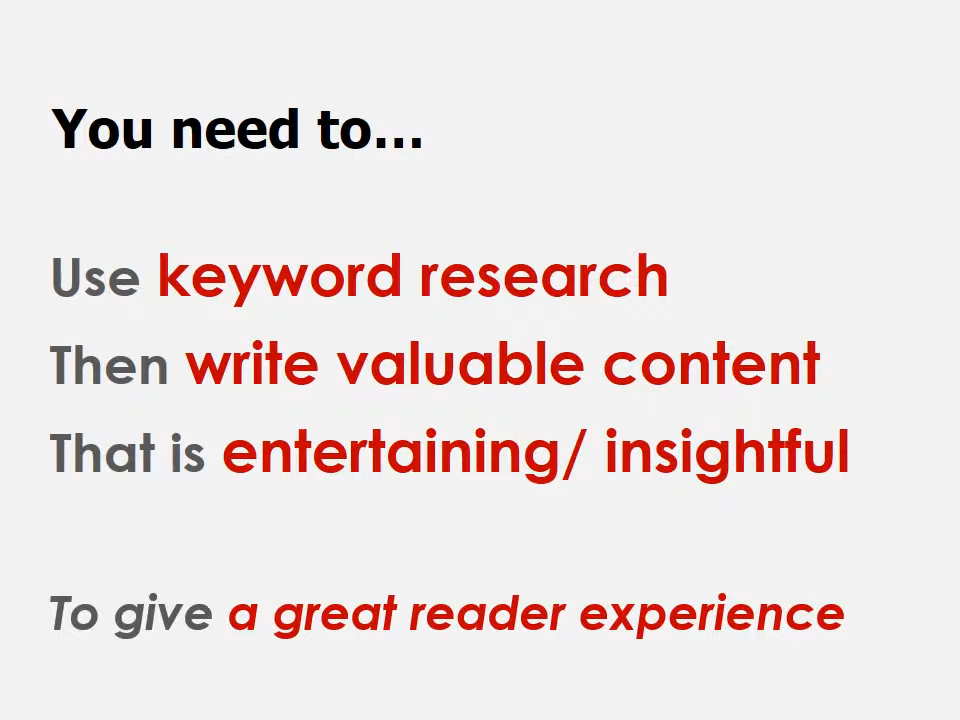 You need to…
Use keyword research
Then write valuable content
That is entertaining/ insightful
To give a great reader experience